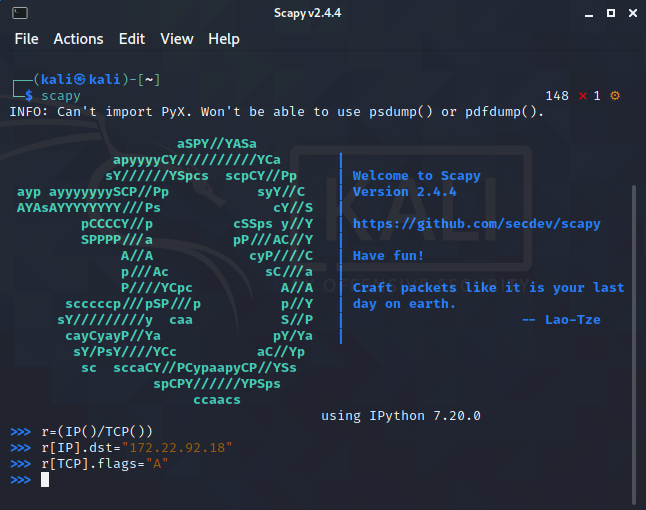 Scapy v2.4.4
File Actions Edit View Help
┌──(kali㉿kali)-[~]
└─$ scapy 148 ⨯ 1 ⚙
INFO: Can't import PyX. Won't be able to use psdump() or pdfdump().
aSPY//YASa
apyyyyCY//////////YCa |
sY//////YSpcs scpCY//Pp | Welcome to Scapy
ayp ayyyyyyySCP//Pp syY//C | Version 2.4.4
AYAsAYYYYYYYY///Ps cY//S |
pCCCCY//p cSSps y//Y | https://github.com/secdev/scapy
SPPPP///a pP///AC//Y |
A//A cyP////C | Have fun!
p///Ac sC///a |
P////YCpc A//A | Craft packets like it is your last
scccccp///pSP///p p//Y | day on earth.
sY/////////y caa S//P | -- Lao-Tze
cayCyayP//Ya pY/Ya |
sY/PsY////YCc aC//Yp
sc sccaCY//PCypaapyCP//YSs
spCPY//////YPSps
ccaacs
using IPython 7.20.0
>>> r=(IP()/TCP())
>>> r[IP].dst="172.22.92.18"
>>> r[TCP].flags="A"
>>>
KALI
OFFENSIVE SECURITY